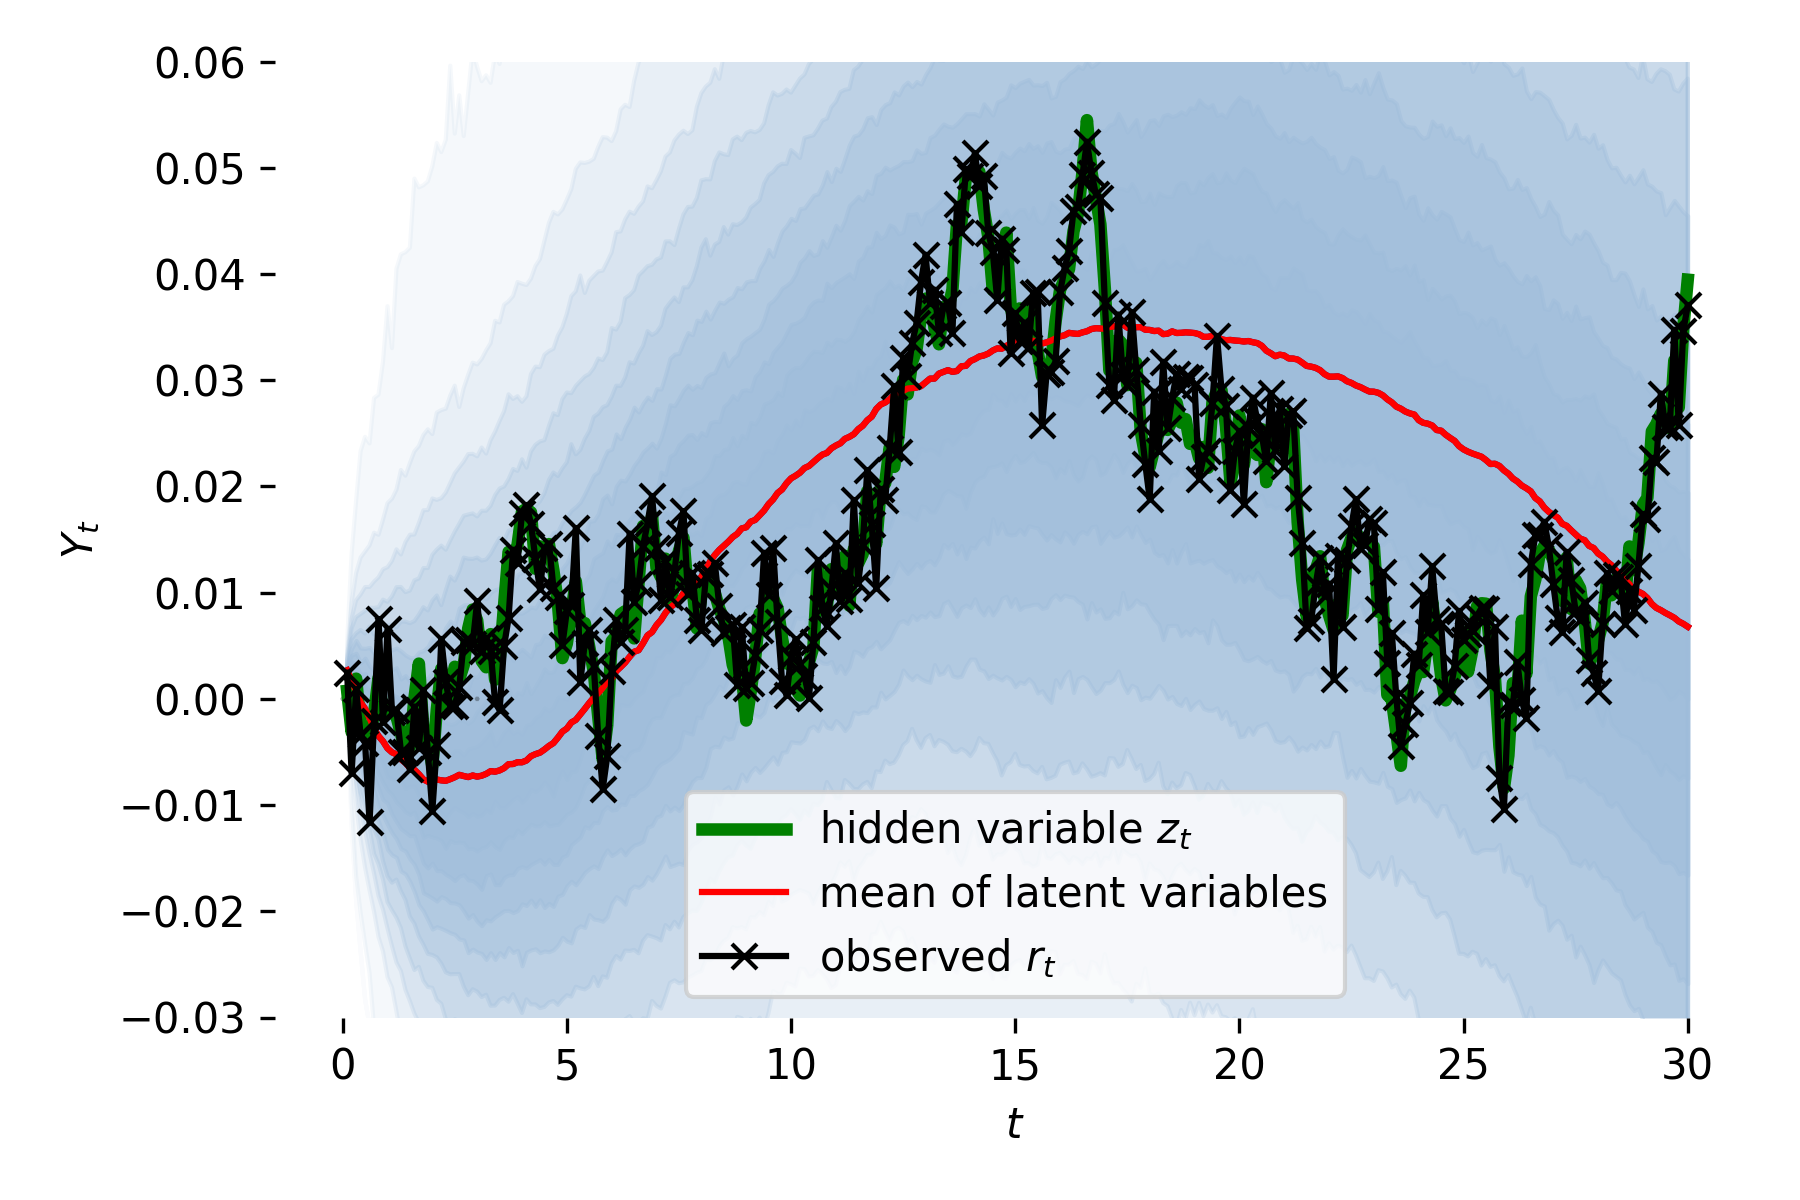 0.06
0.05
0.04
0.03
0.02
0.01
0.00
−0.01
−0.02
−0.03
Y_t
hidden variable z_t
mean of latent variables
observed r_t
0 5 10 15 20 25 30
t